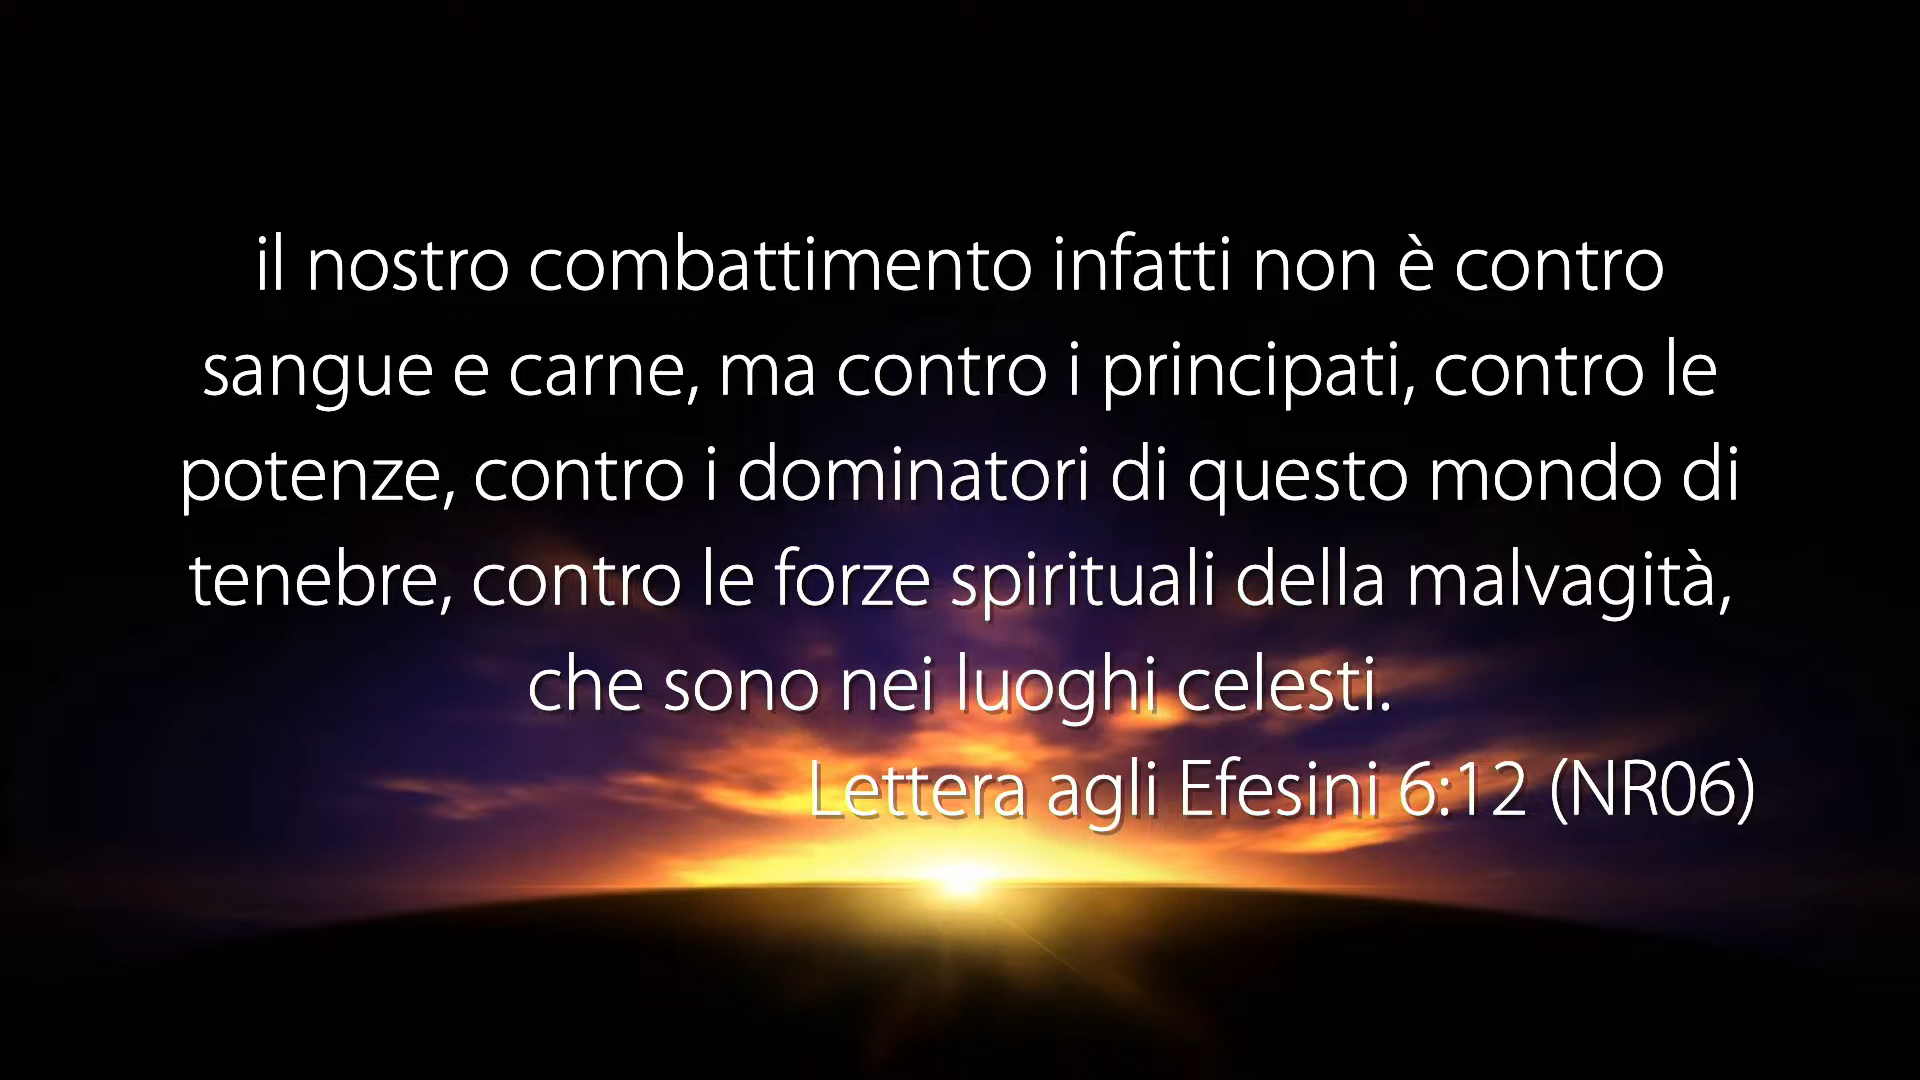 il nostro combattimento infatti non è contro
sangue e carne, ma contro i principati, contro le
potenze, contro i dominatori di questo mondo di
tenebre, contro le forze spirituali della malvagità,
che sono nei luoghi celesti.
Lettera agli Efesini 6:12 (NR06)